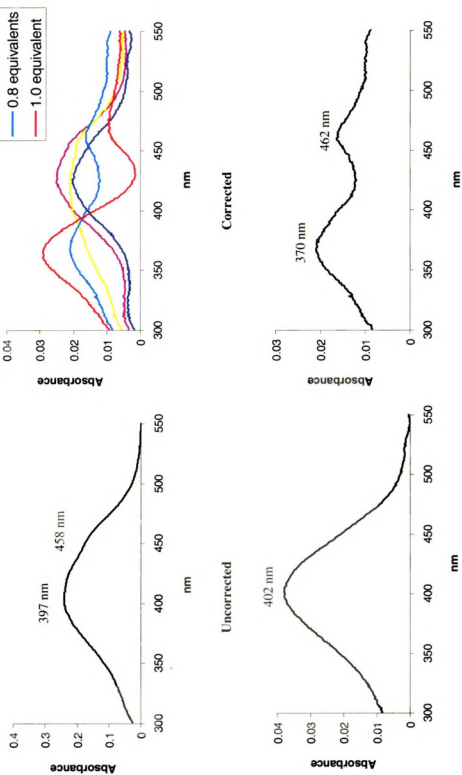 0.4
0.3
0.2
0.1
0
Absorbance
397 nm
458 nm
300
350
400
450
500
550
nm
0.04
0.03
0.02
0.01
0
Absorbance
0.8 equivalents
1.0 equivalent
300
350
400
450
500
550
nm
Uncorrected
0.04
0.03
0.02
0.01
0
Absorbance
402 nm
300
350
400
450
500
550
nm
Corrected
0.03
0.02
0.01
0
Absorbance
370 nm
462 nm
300
350
400
450
500
550
nm